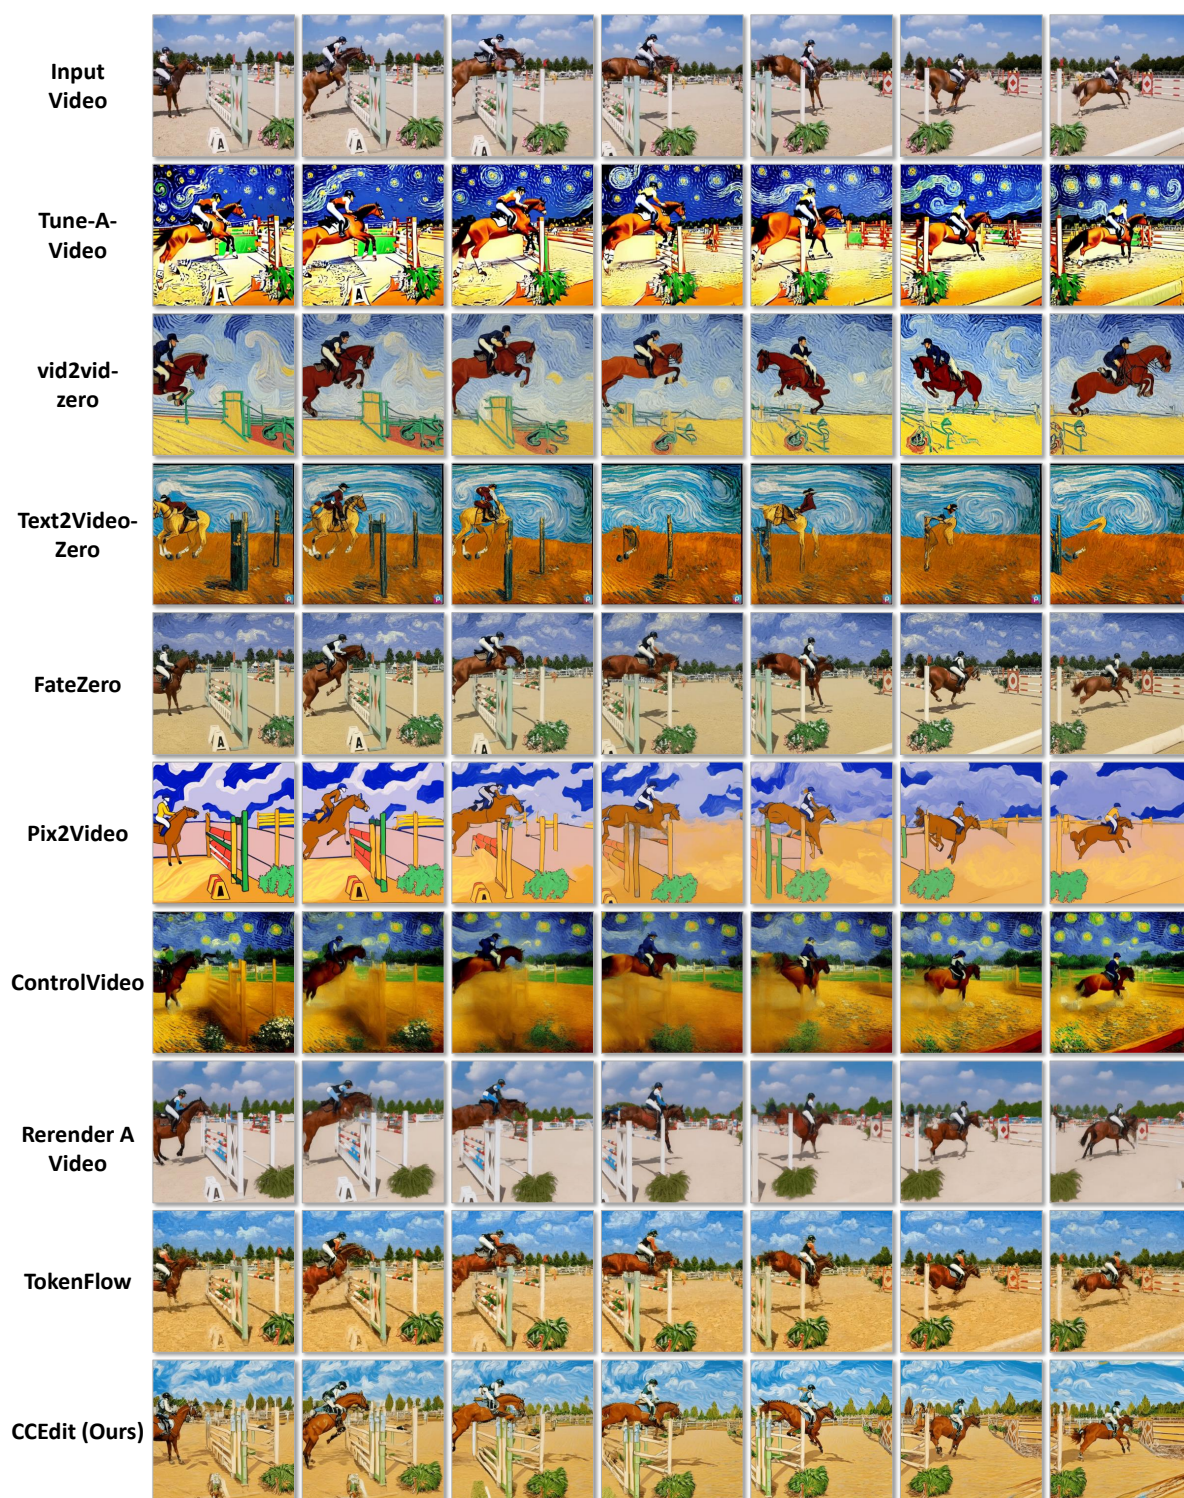 Input
Video
A
A
A
A
Tune-A-
Video
A
A
vid2vid-
zero
Text2Video-
Zero
FateZero
A
A
A
A
Pix2Video
ControlVideo
Rerender A
Video
A
A
TokenFlow
CCEdit (Ours)